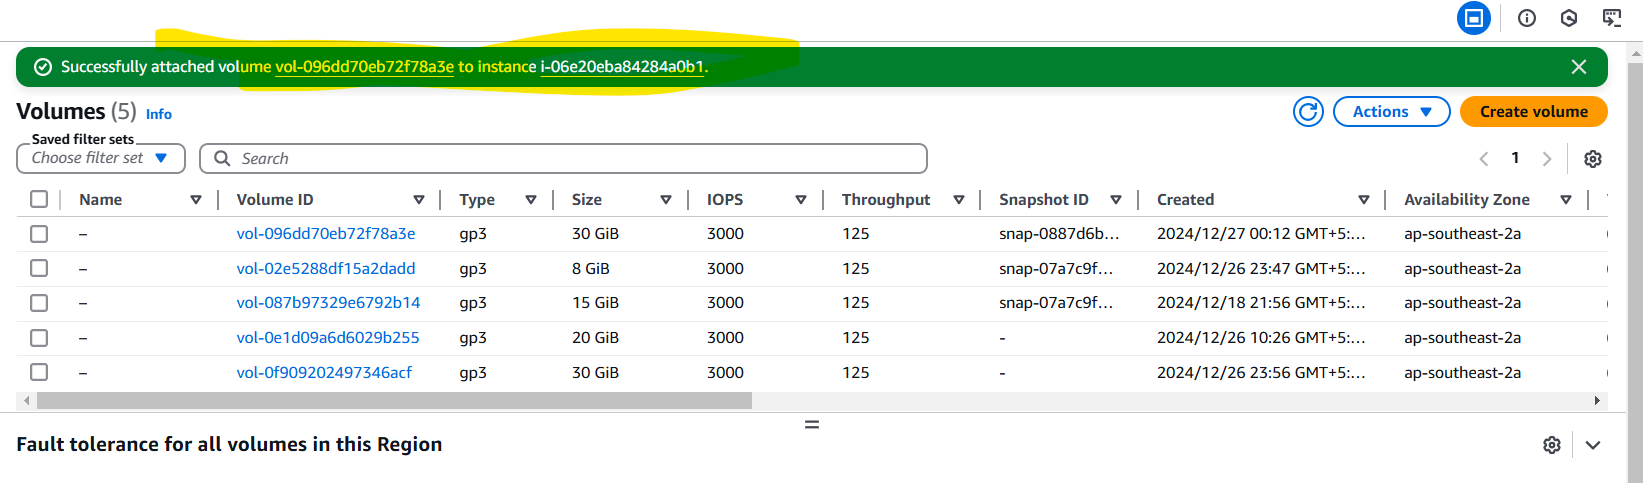 Successfully attached volume vol-096dd70eb72f78a3e to instance i-06e20eba84284a0b1.
Volumes (5) Info
Actions
Create volume
Saved filter sets
Choose filter set
Search
1
Name Volume ID Type Size IOPS Throughput Snapshot ID Created Availability Zone
– vol-096dd70eb72f78a3e gp3 30 GiB 3000 125 snap-0887d6b... 2024/12/27 00:12 GMT+5:... ap-southeast-2a
– vol-02e5288df15a2dadd gp3 8 GiB 3000 125 snap-07a7c9f... 2024/12/26 23:47 GMT+5:... ap-southeast-2a
– vol-087b97329e6792b14 gp3 15 GiB 3000 125 snap-07a7c9f... 2024/12/18 21:56 GMT+5:... ap-southeast-2a
– vol-0e1d09a6d6029b255 gp3 20 GiB 3000 125 - 2024/12/26 10:26 GMT+5:... ap-southeast-2a
– vol-0f909202497346acf gp3 30 GiB 3000 125 - 2024/12/26 23:56 GMT+5:... ap-southeast-2a
Fault tolerance for all volumes in this Region